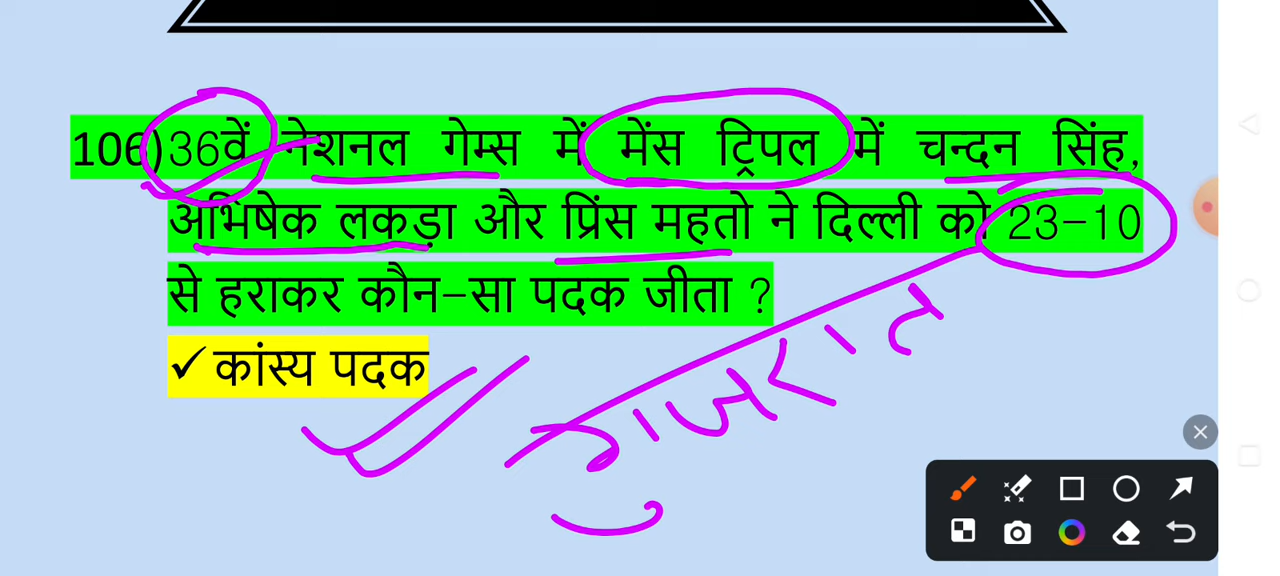 106) 36वें नेशनल गेम्स में मेंस ट्रिपल में चन्दन सिंह,
अभिषेक लकड़ा और प्रिंस महतो ने दिल्ली को 23-10
से हराकर कौन-सा पदक जीता ?
✓ कांस्य पदक
गुजरात